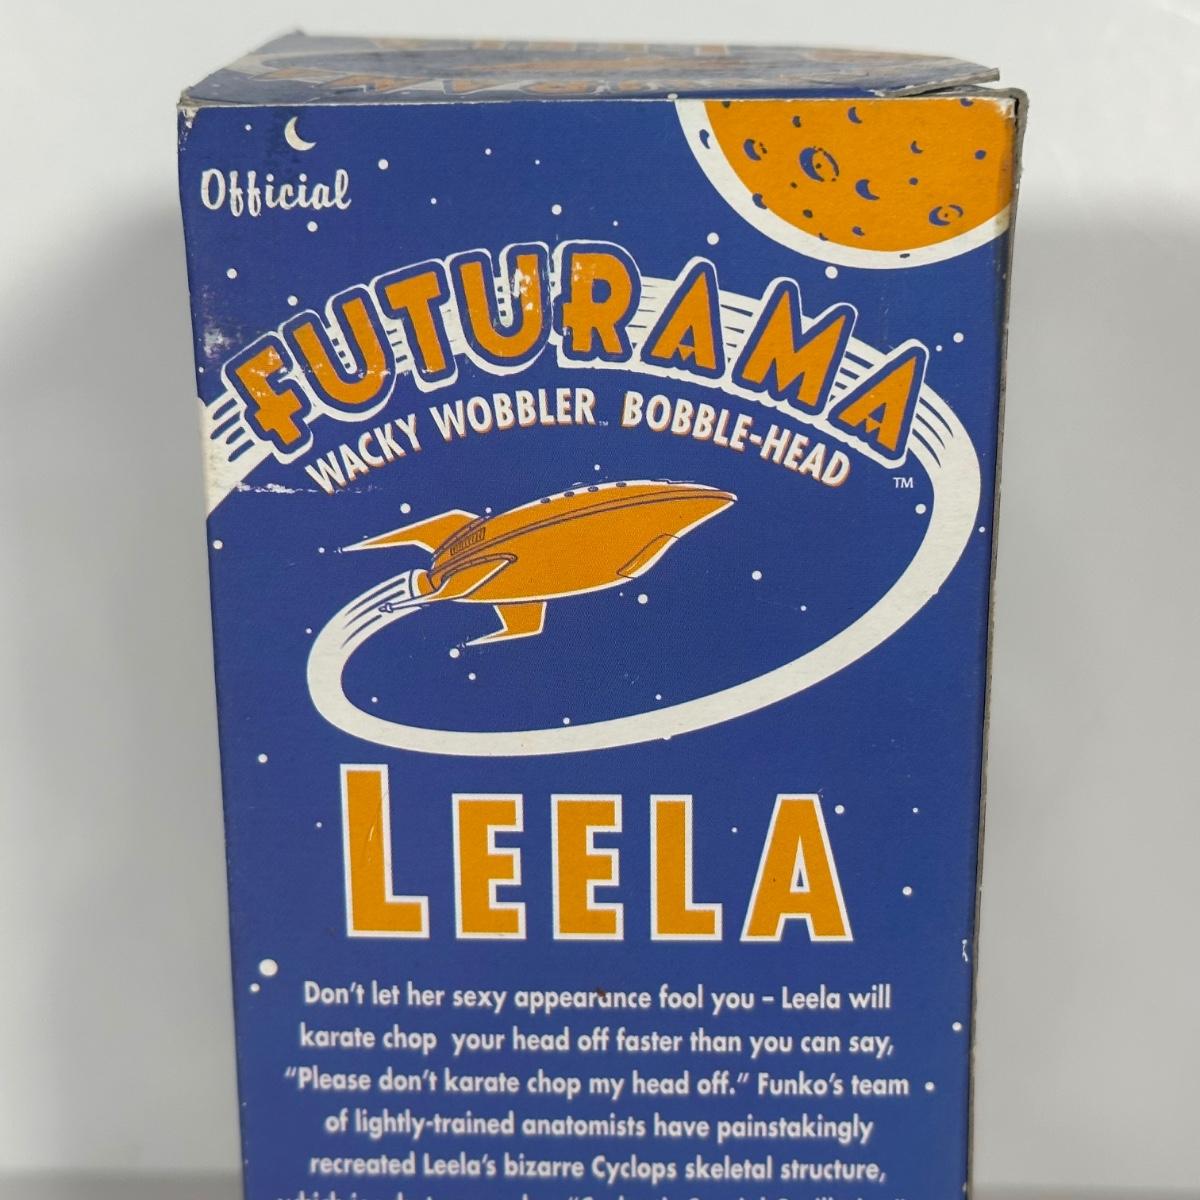 Official
FUTURAMA
WACKY WOBBLER™ BOBBLE-HEAD
™
LEELA
Don't let her sexy appearance fool you – Leela will
karate chop your head off faster than you can say,
"Please don't karate chop my head off." Funko's team
of lightly-trained anatomists have painstakingly
recreated Leela's bizarre Cyclops skeletal structure,